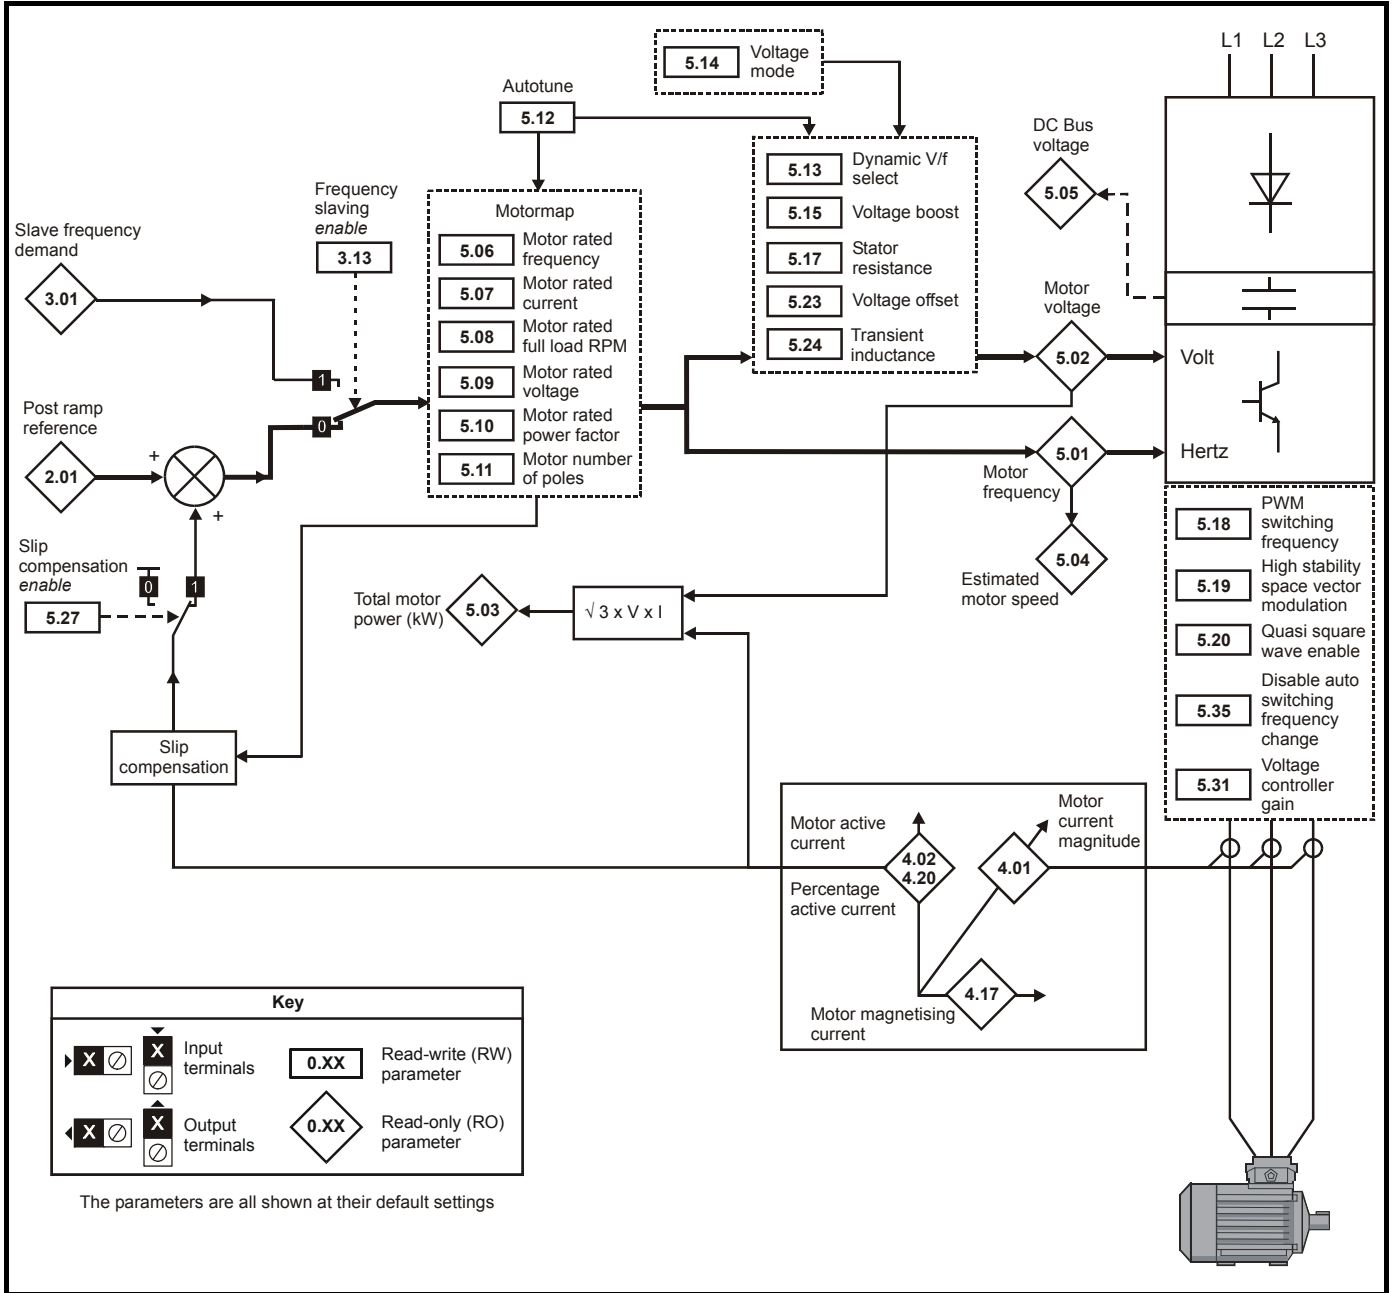 L1 L2 L3
5.14
Voltage
mode
Autotune
5.12
DC Bus
voltage
5.05
Frequency
slaving
enable
3.13
Slave frequency
demand
3.01
Motormap
5.06
Motor rated
frequency
5.07
Motor rated
current
5.08
Motor rated
full load RPM
5.09
Motor rated
voltage
5.10
Motor rated
power factor
5.11
Motor number
of poles
5.13
Dynamic V/f
select
5.15
Voltage boost
5.17
Stator
resistance
5.23
Voltage offset
5.24
Transient
inductance
Motor
voltage
5.02
Volt
1
0
Post ramp
reference
2.01
+
+
5.01
Motor
frequency
Hertz
5.04
Estimated
motor speed
Slip
compensation
enable
5.27
0
1
Total motor
power (kW)
5.03
√ 3 x V x I
5.18
PWM
switching
frequency
5.19
High stability
space vector
modulation
5.20
Quasi square
wave enable
5.35
Disable auto
switching
frequency
change
5.31
Voltage
controller
gain
Slip
compensation
Motor active
current
4.02
4.20
Percentage
active current
Motor
current
magnitude
4.01
4.17
Motor magnetising
current
Key
X
X
Input
terminals
0.XX
Read-write (RW)
parameter
X
X
Output
terminals
0.XX
Read-only (RO)
parameter
The parameters are all shown at their default settings